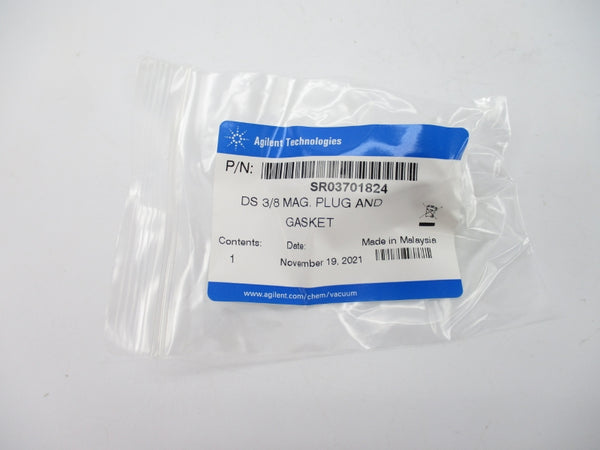 Agilent Technologies
P/N:
SR03701824
DS 3/8 MAG. PLUG AND
GASKET
Contents: Date: Made in Malaysia
1 November 19, 2021
www.agilent.com/chem/vacuum